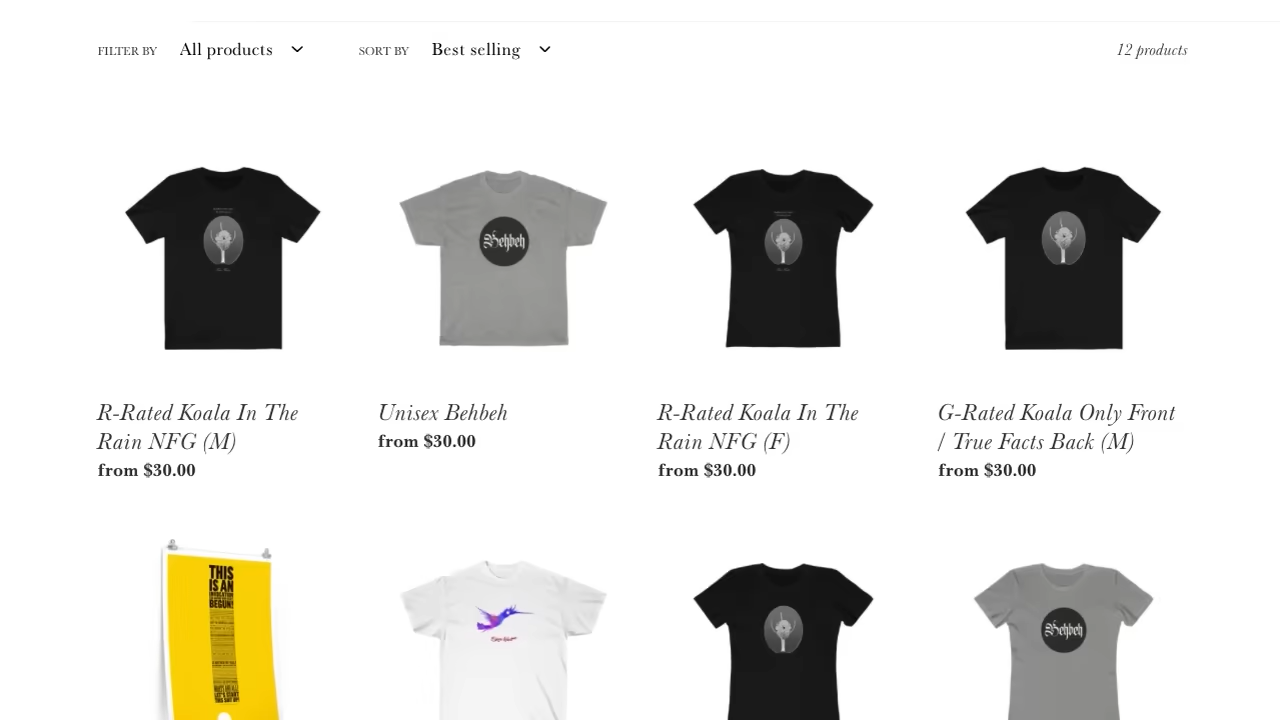 FILTER BY All products SORT BY Best selling 12 products
Behbeh
R-Rated Koala In The
Rain NFG (M)
from $30.00
Unisex Behbeh
from $30.00
R-Rated Koala In The
Rain NFG (F)
from $30.00
G-Rated Koala Only Front
/ True Facts Back (M)
from $30.00
THIS
IS AN
BEGUN!
Behbeh